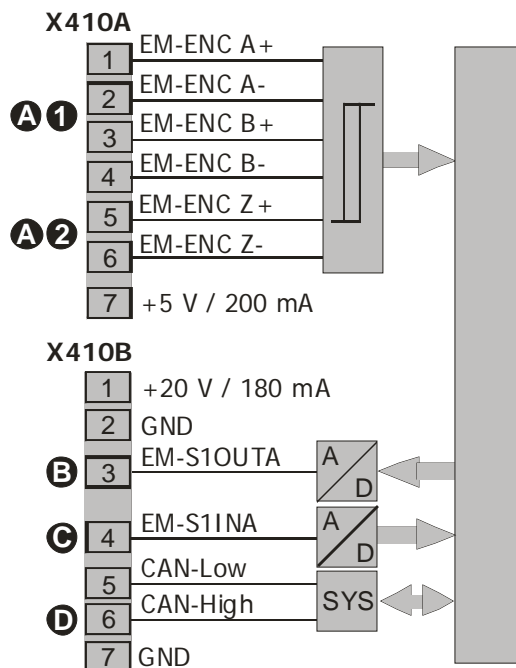 X410A
1 EM-ENC A+
2 EM-ENC A-
A 1
3 EM-ENC B+
4 EM-ENC B-
5 EM-ENC Z+
A 2
6 EM-ENC Z-
7 +5 V / 200 mA
X410B
1 +20 V / 180 mA
2 GND
B 3 EM-S1OUTA A D
C 4 EM-S1INA A D
5 CAN-Low
D 6 CAN-High SYS
7 GND